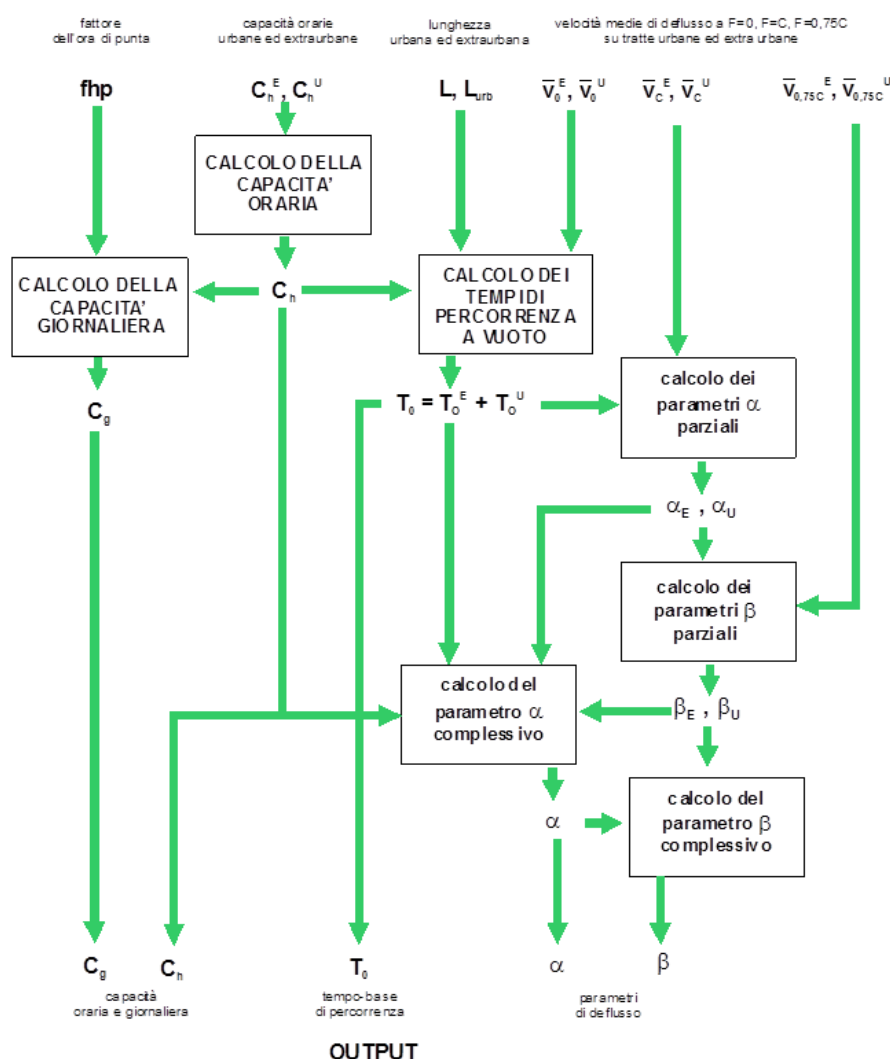 fattore
dell'ora di punta
capacità orarie
urbane ed extraurbane
lunghezza
urbana ed extraurbana
velocità medie di deflusso a F=0, F=C, F=0,75C
su tratte urbane ed extra urbane
fhp
C_h^E, C_h^U
L, L_urb
v̅_0^E, v̅_0^U
v̅_C^E, v̅_C^U
v̅_0,75C^E, v̅_0,75C^U
CALCOLO DELLA
CAPACITA'
ORARIA
CALCOLO DELLA
CAPACITA'
GIORNALIERA
C_h
CALCOLO DEI
TEMPI DI
PERCORRENZA
A VUOTO
calcolo dei
parametri α
parziali
C_g
T_0 = T_O^E + T_O^U
α_E , α_U
calcolo dei
parametri β
parziali
calcolo del
parametro α
complessivo
β_E , β_U
calcolo del
parametro β
complessivo
α
C_g
C_h
T_0
α
β
capacità
oraria e giornaliera
tempo-base
di percorrenza
parametri
di deflusso
OUTPUT